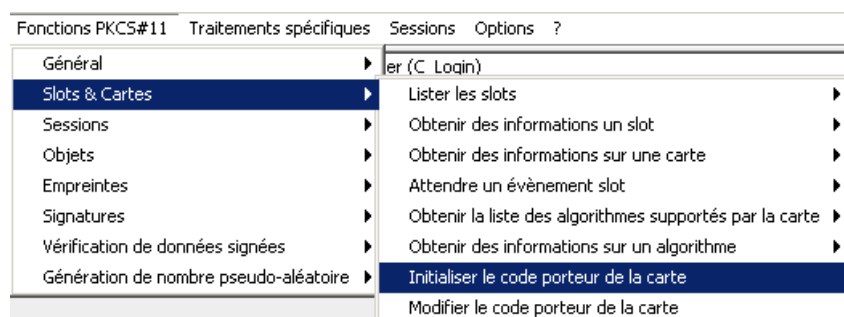 Fonctions PKCS#11 Traitements spécifiques Sessions Options ?
Général
er (C_Login)
Slots & Cartes
Lister les slots
Sessions
Obtenir des informations un slot
Objets
Obtenir des informations sur une carte
Empreintes
Attendre un évènement slot
Signatures
Obtenir la liste des algorithmes supportés par la carte
Vérification de données signées
Obtenir des informations sur un algorithme
Génération de nombre pseudo-aléatoire
Initialiser le code porteur de la carte
Modifier le code porteur de la carte